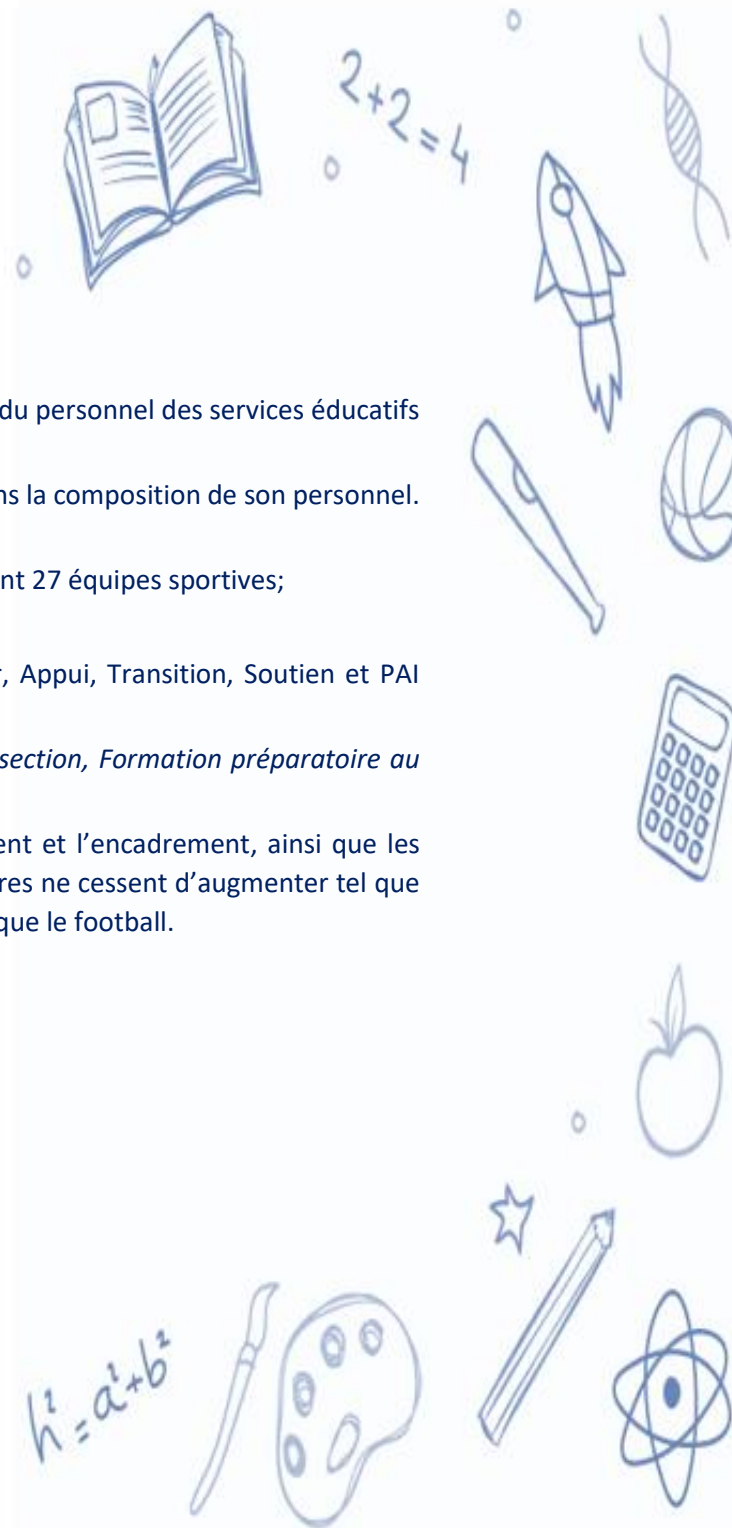 2+2=4
du personnel des services éducatifs
ns la composition de son personnel.
nt 27 équipes sportives;
r, Appui, Transition, Soutien et PAI
section, Formation préparatoire au
ent et l’encadrement, ainsi que les
res ne cessent d’augmenter tel que
que le football.
h²=a²+b²